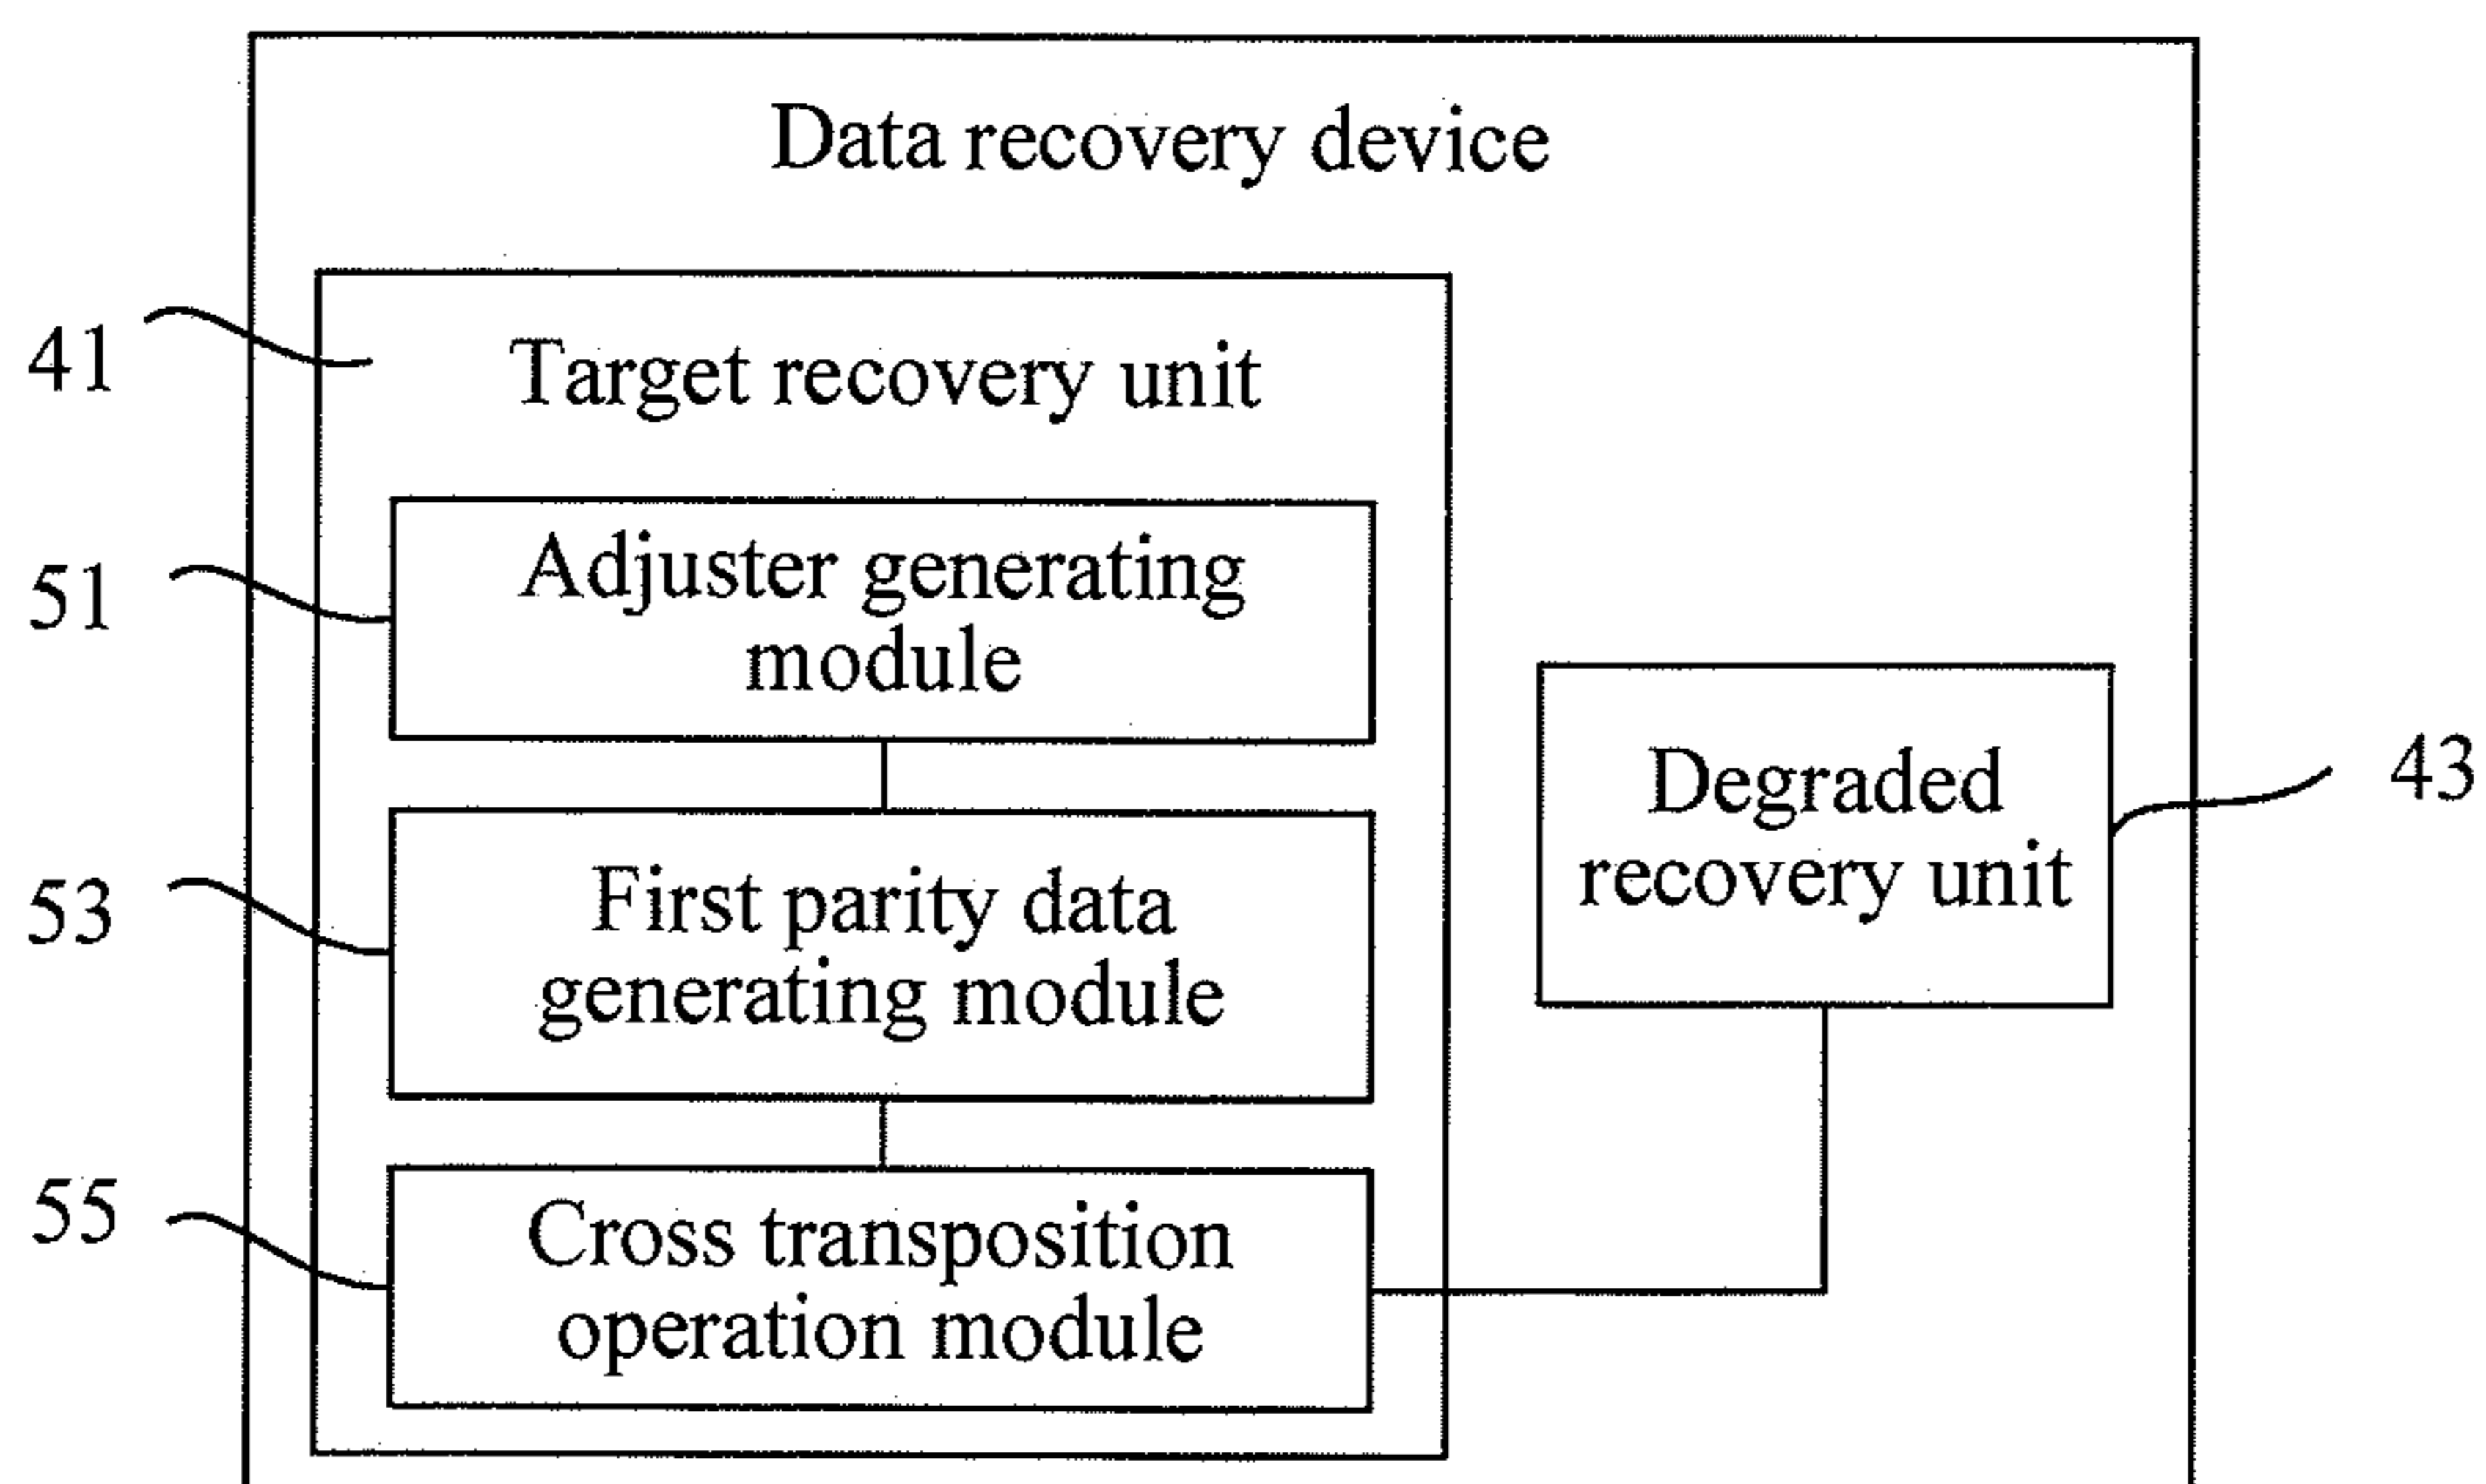 Data recovery device
41
Target recovery unit
51
Adjuster generating
module
53
First parity data
generating module
55
Cross transposition
operation module
Degraded
recovery unit
43